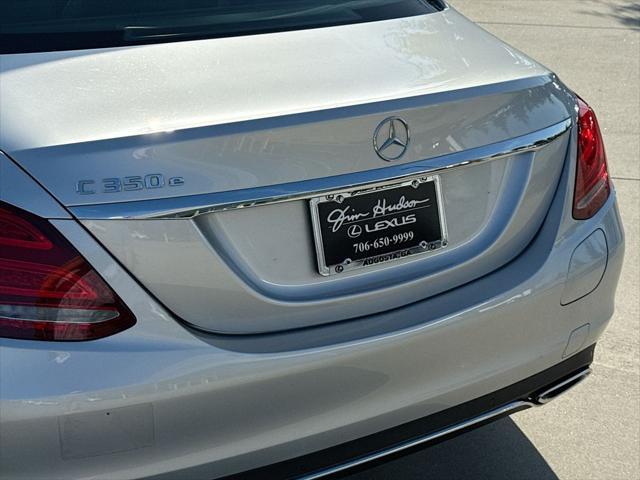 C 350 e
Jim Hudson
LEXUS
706-650-9999
AUGUSTA, GA